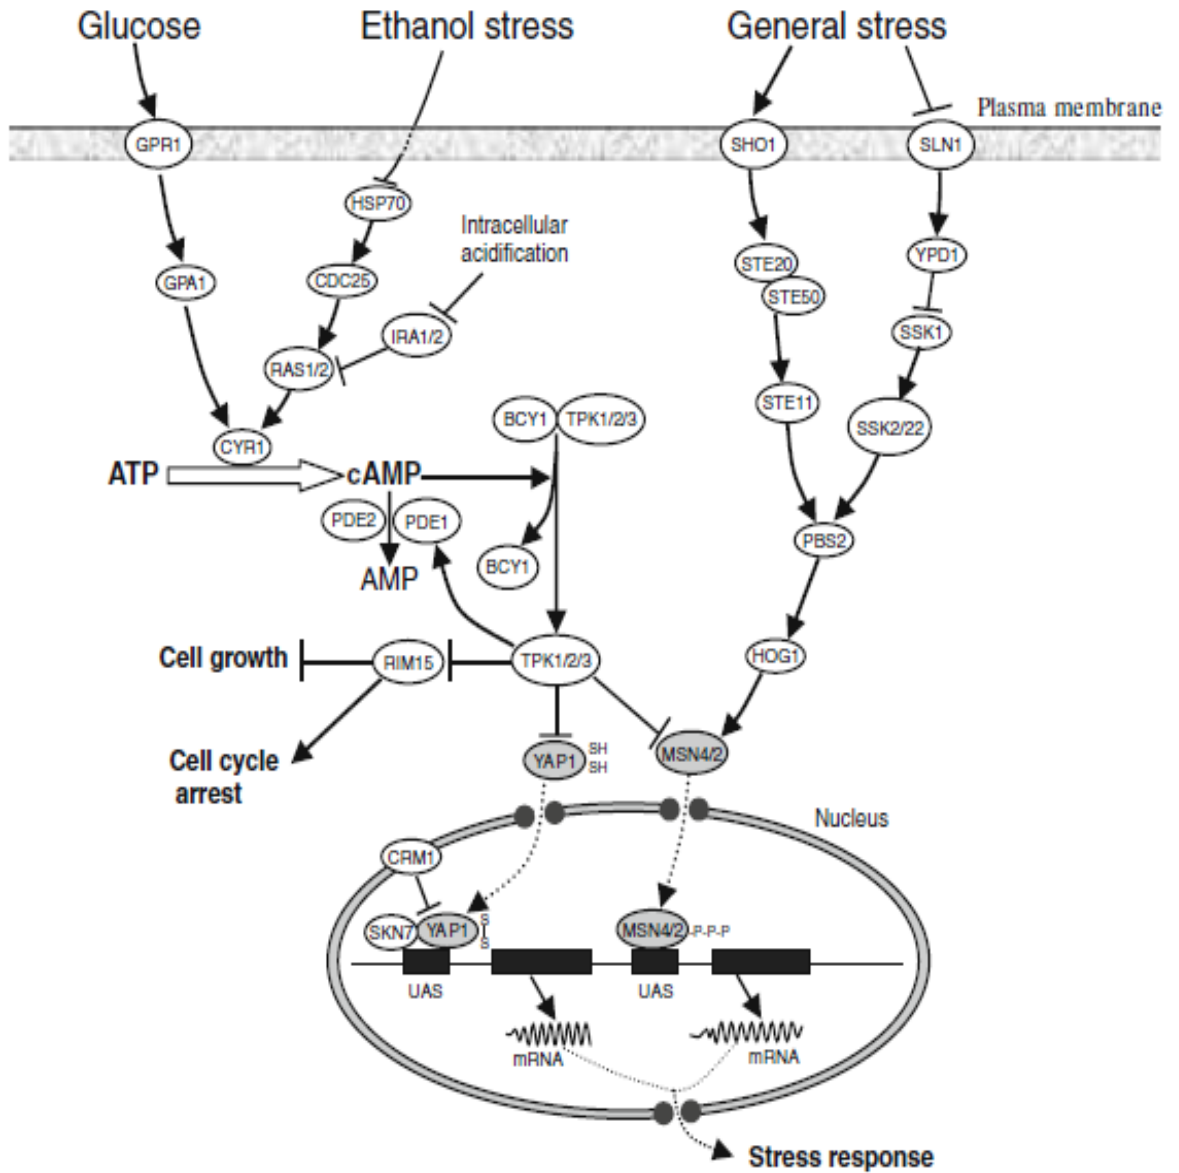 Glucose
Ethanol stress
General stress
Plasma membrane
GPR1
SHO1
SLN1
HSP70
Intracellular
acidification
GPA1
CDC25
STE20
STE50
YPD1
SSK1
IRA1/2
RAS1/2
CYR1
BCY1
TPK1/2/3
STE11
SSK2/22
ATP
cAMP
PDE2
PDE1
BCY1
AMP
PBS2
Cell growth
RIM15
TPK1/2/3
HOG1
Cell cycle
arrest
YAP1
SH
SH
MSN4/2
Nucleus
CRM1
SKN7
YAP1
S
S
MSN4/2
-P-P-P
UAS
UAS
mRNA
mRNA
Stress response